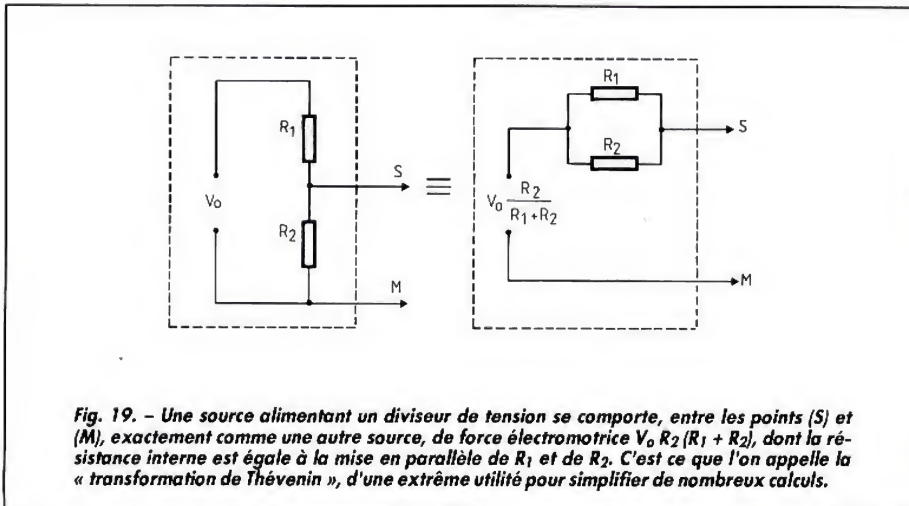 R1
S
V0
R2
M
≡
R1
R2
S
V0 R2
R1+R2
M
Fig. 19. – Une source alimentant un diviseur de tension se comporte, entre les points (S) et
(M), exactement comme une autre source, de force électromotrice Vo R2 (R1 + R2), dont la ré-
sistance interne est égale à la mise en parallèle de R1 et de R2. C'est ce que l'on appelle la
« transformation de Thévenin », d'une extrême utilité pour simplifier de nombreux calculs.